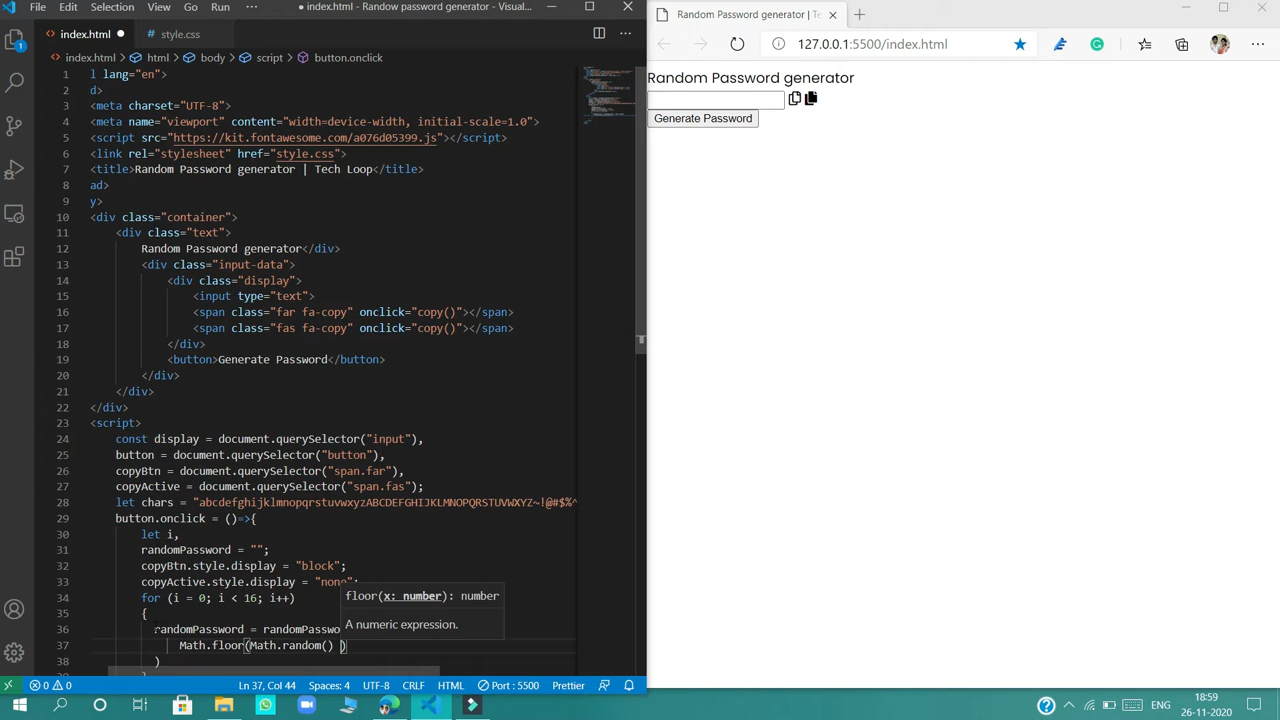 File Edit Selection View Go Run ··· ● index.html - Randow password generator - Visual...
index.html ● style.css
index.html > html > body > script > button.onclick
1 l lang="en">
2 d>
3 <meta charset="UTF-8">
4 <meta name="viewport" content="width=device-width, initial-scale=1.0">
5 <script src="https://kit.fontawesome.com/a076d05399.js"></script>
6 <link rel="stylesheet" href="style.css">
7 <title>Random Password generator | Tech Loop</title>
8 ad>
9 y>
10 <div class="container">
11 <div class="text">
12 Random Password generator</div>
13 <div class="input-data">
14 <div class="display">
15 <input type="text">
16 <span class="far fa-copy" onclick="copy()"></span>
17 <span class="fas fa-copy" onclick="copy()"></span>
18 </div>
19 <button>Generate Password</button>
20 </div>
21 </div>
22 </div>
23 <script>
24 const display = document.querySelector("input"),
25 button = document.querySelector("button"),
26 copyBtn = document.querySelector("span.far"),
27 copyActive = document.querySelector("span.fas");
28 let chars = "abcdefghijklmnopqrstuvwxyzABCDEFGHIJKLMNOPQRSTUVWXYZ~!@#$%^
29 button.onclick = ()=>{
30 let i,
31 randomPassword = "";
32 copyBtn.style.display = "block";
33 copyActive.style.display = "none";
34 for (i = 0; i < 16; i++)
35 {
36 randomPassword = randomPasswo
37 Math.floor(Math.random() )
38 )
floor(x: number): number
A numeric expression.
0 0 Ln 37, Col 44 Spaces: 4 UTF-8 CRLF HTML Port : 5500 Prettier
Random Password generator | Te
127.0.0.1:5500/index.html
Random Password generator
Generate Password
ENG
18:59
26-11-2020